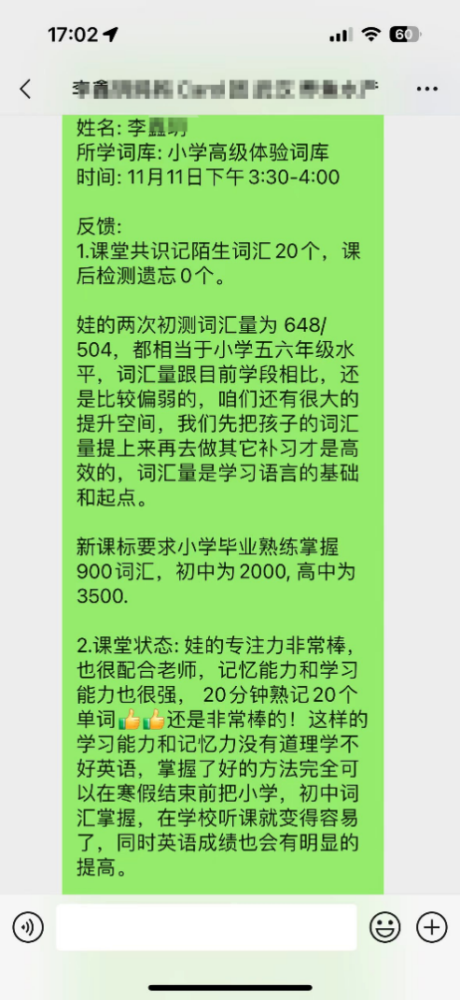 17:02
60
李鑫
姓名: 李鑫
所学词库: 小学高级体验词库
时间: 11月11日下午3:30-4:00
反馈:
1.课堂共识记陌生词汇20个，课
后检测遗忘0个。
娃的两次初测词汇量为 648/
504，都相当于小学五六年级水
平，词汇量跟目前学段相比，还
是比较偏弱的，咱们还有很大的
提升空间，我们先把孩子的词汇
量提上来再去做其它补习才是高
效的，词汇量是学习语言的基础
和起点。
新课标要求小学毕业熟练掌握
900词汇，初中为2000, 高中为
3500.
2.课堂状态: 娃的专注力非常棒，
也很配合老师，记忆能力和学习
能力也很强， 20分钟熟记20个
单词👍👍还是非常棒的！这样的
学习能力和记忆力没有道理学不
好英语，掌握了好的方法完全可
以在寒假结束前把小学，初中词
汇掌握，在学校听课就变得容易
了，同时英语成绩也会有明显的
提高。